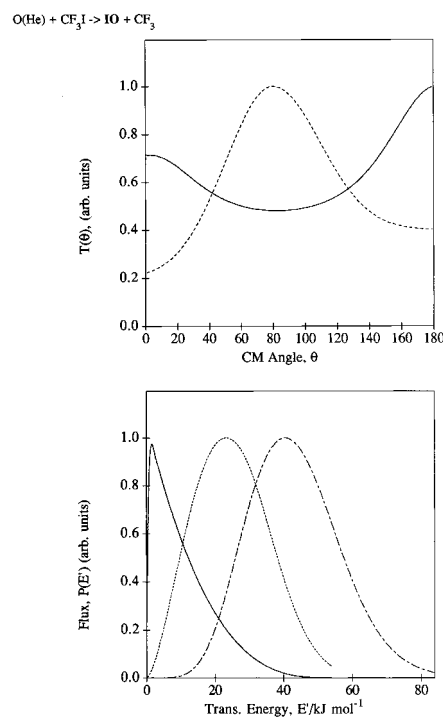 O(He) + CF3I -> IO + CF3
T(θ), (arb. units)
1.0
0.8
0.6
0.4
0.2
0.0
0 20 40 60 80 100 120 140 160 180
CM Angle, θ
Flux, P(E') (arb. units)
1.0
0.8
0.6
0.4
0.2
0.0
0 20 40 60 80
Trans. Energy, E'/kJ mol⁻¹